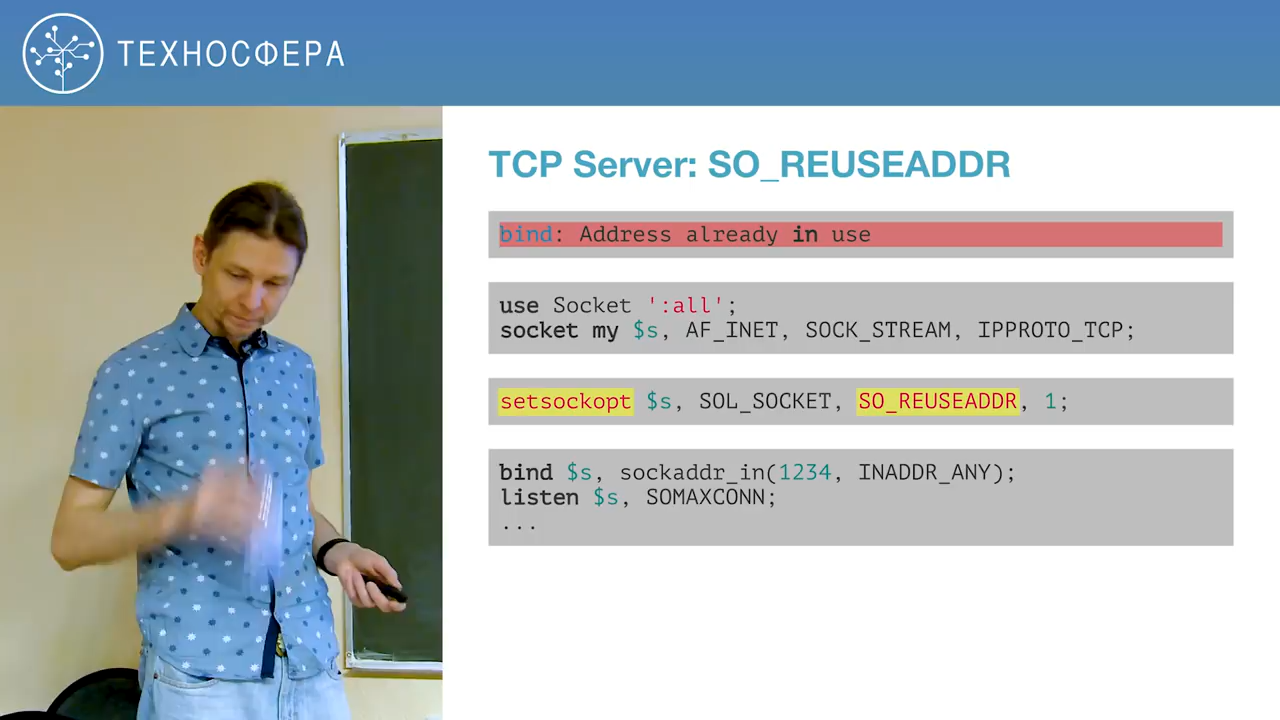 ТЕХНОСФЕРА
TCP Server: SO_REUSEADDR
bind: Address already in use
use Socket ':all';
socket my $s, AF_INET, SOCK_STREAM, IPPROTO_TCP;
setsockopt $s, SOL_SOCKET, SO_REUSEADDR, 1;
bind $s, sockaddr_in(1234, INADDR_ANY);
listen $s, SOMAXCONN;
...